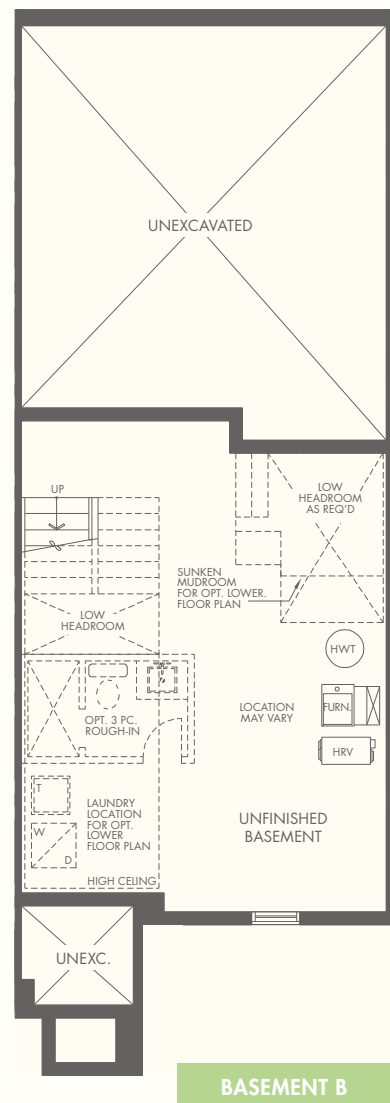 UNEXCAVATED
UP
LOW
HEADROOM
AS REQ'D
SUNKEN
MUDROOM
FOR OPT. LOWER.
FLOOR PLAN
LOW
HEADROOM
HWT
OPT. 3 PC.
ROUGH-IN
LOCATION
MAY VARY
FURN.
HRV
T
W
D
LAUNDRY
LOCATION
FOR OPT.
LOWER
FLOOR PLAN
UNFINISHED
BASEMENT
HIGH CELING
UNEXC.
BASEMENT B